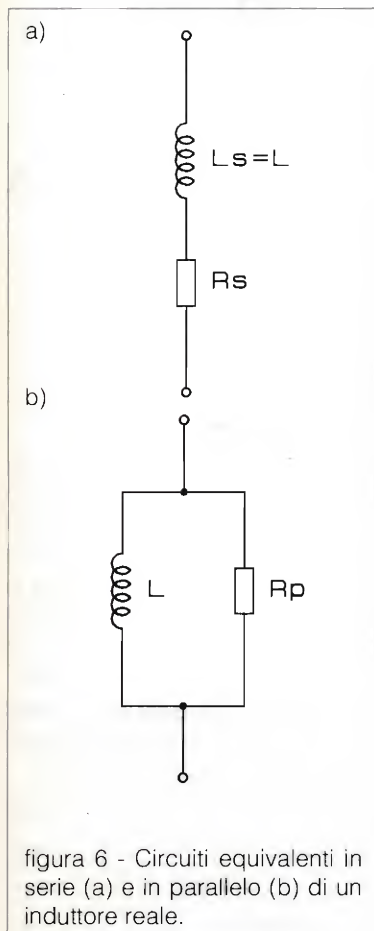 a)
Ls=L
Rs
b)
L
Rp
figura 6 - Circuiti equivalenti in
serie (a) e in parallelo (b) di un
induttore reale.